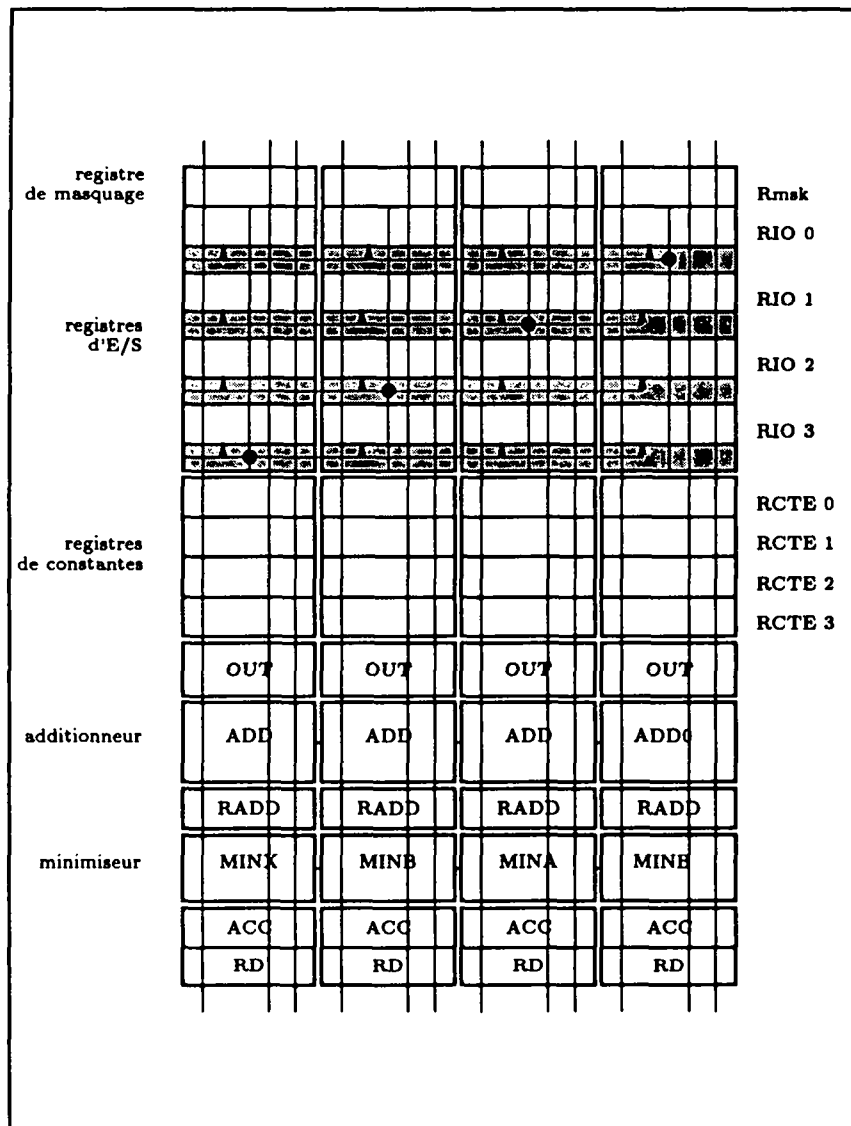 registre
de masquage
Rmsk
RIO 0
RIO 1
registres
d'E/S
RIO 2
RIO 3
RCTE 0
registres
de constantes
RCTE 1
RCTE 2
RCTE 3
OUT OUT OUT OUT
additionneur ADD ADD ADD ADD0
RADD RADD RADD RADD
minimiseur MINX MINB MINA MINB
ACC ACC ACC ACC
RD RD RD RD